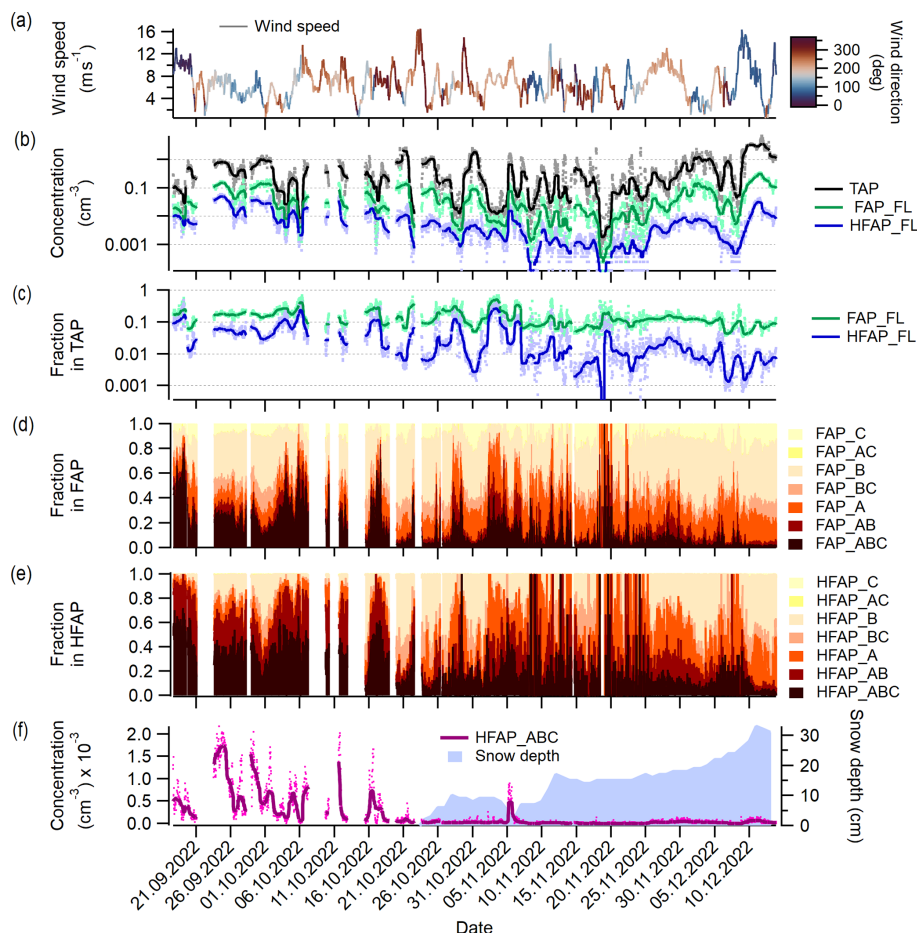 (a)
Wind speed
(m s⁻¹)
16
12
8
4
Wind speed
300
200
100
0
Wind direction
(deg)
(b)
Concentration
(cm⁻³)
0.1
0.001
TAP
FAP_FL
HFAP_FL
(c)
Fraction
in TAP
1
0.1
0.01
0.001
FAP_FL
HFAP_FL
(d)
Fraction
in FAP
1.0
0.8
0.6
0.4
0.2
0.0
FAP_C
FAP_AC
FAP_B
FAP_BC
FAP_A
FAP_AB
FAP_ABC
(e)
Fraction
in HFAP
1.0
0.8
0.6
0.4
0.2
0.0
HFAP_C
HFAP_AC
HFAP_B
HFAP_BC
HFAP_A
HFAP_AB
HFAP_ABC
(f)
Concentration
(cm⁻³) x 10⁻³
2.0
1.5
1.0
0.5
0.0
HFAP_ABC
Snow depth
30
20
10
0
Snow depth
(cm)
21.09.2022
26.09.2022
01.10.2022
06.10.2022
11.10.2022
16.10.2022
21.10.2022
26.10.2022
31.10.2022
05.11.2022
10.11.2022
15.11.2022
20.11.2022
25.11.2022
30.11.2022
05.12.2022
10.12.2022
Date